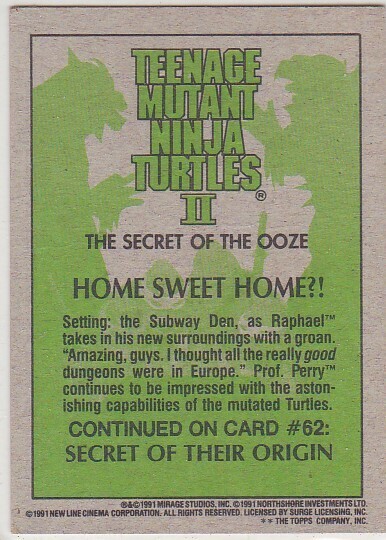 TEENAGE
MUTANT
NINJA
TURTLES
II®
THE SECRET OF THE OOZE
HOME SWEET HOME?!
Setting: the Subway Den, as Raphael™
takes in his new surroundings with a groan.
“Amazing, guys. I thought all the really good
dungeons were in Europe.” Prof. Perry™
continues to be impressed with the aston-
ishing capabilities of the mutated Turtles.
CONTINUED ON CARD #62:
SECRET OF THEIR ORIGIN
®&©1991 MIRAGE STUDIOS, INC. ©1991 NORTHSHORE INVESTMENTS LTD.
©1991 NEW LINE CINEMA CORPORATION. ALL RIGHTS RESERVED. LICENSED BY SURGE LICENSING, INC.
** THE TOPPS COMPANY, INC.